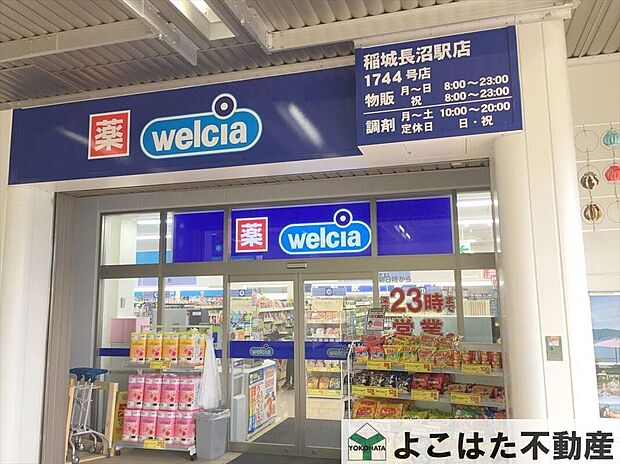 薬 welcia
稲城長沼駅店
1744号店
物販 月～日 8:00～23:00
祝 8:00～23:00
調剤 月～土 10:00～20:00
定休日 日・祝
薬 welcia
23時
営業
welcia
welcia
YOKOHATA
よこはた不動産